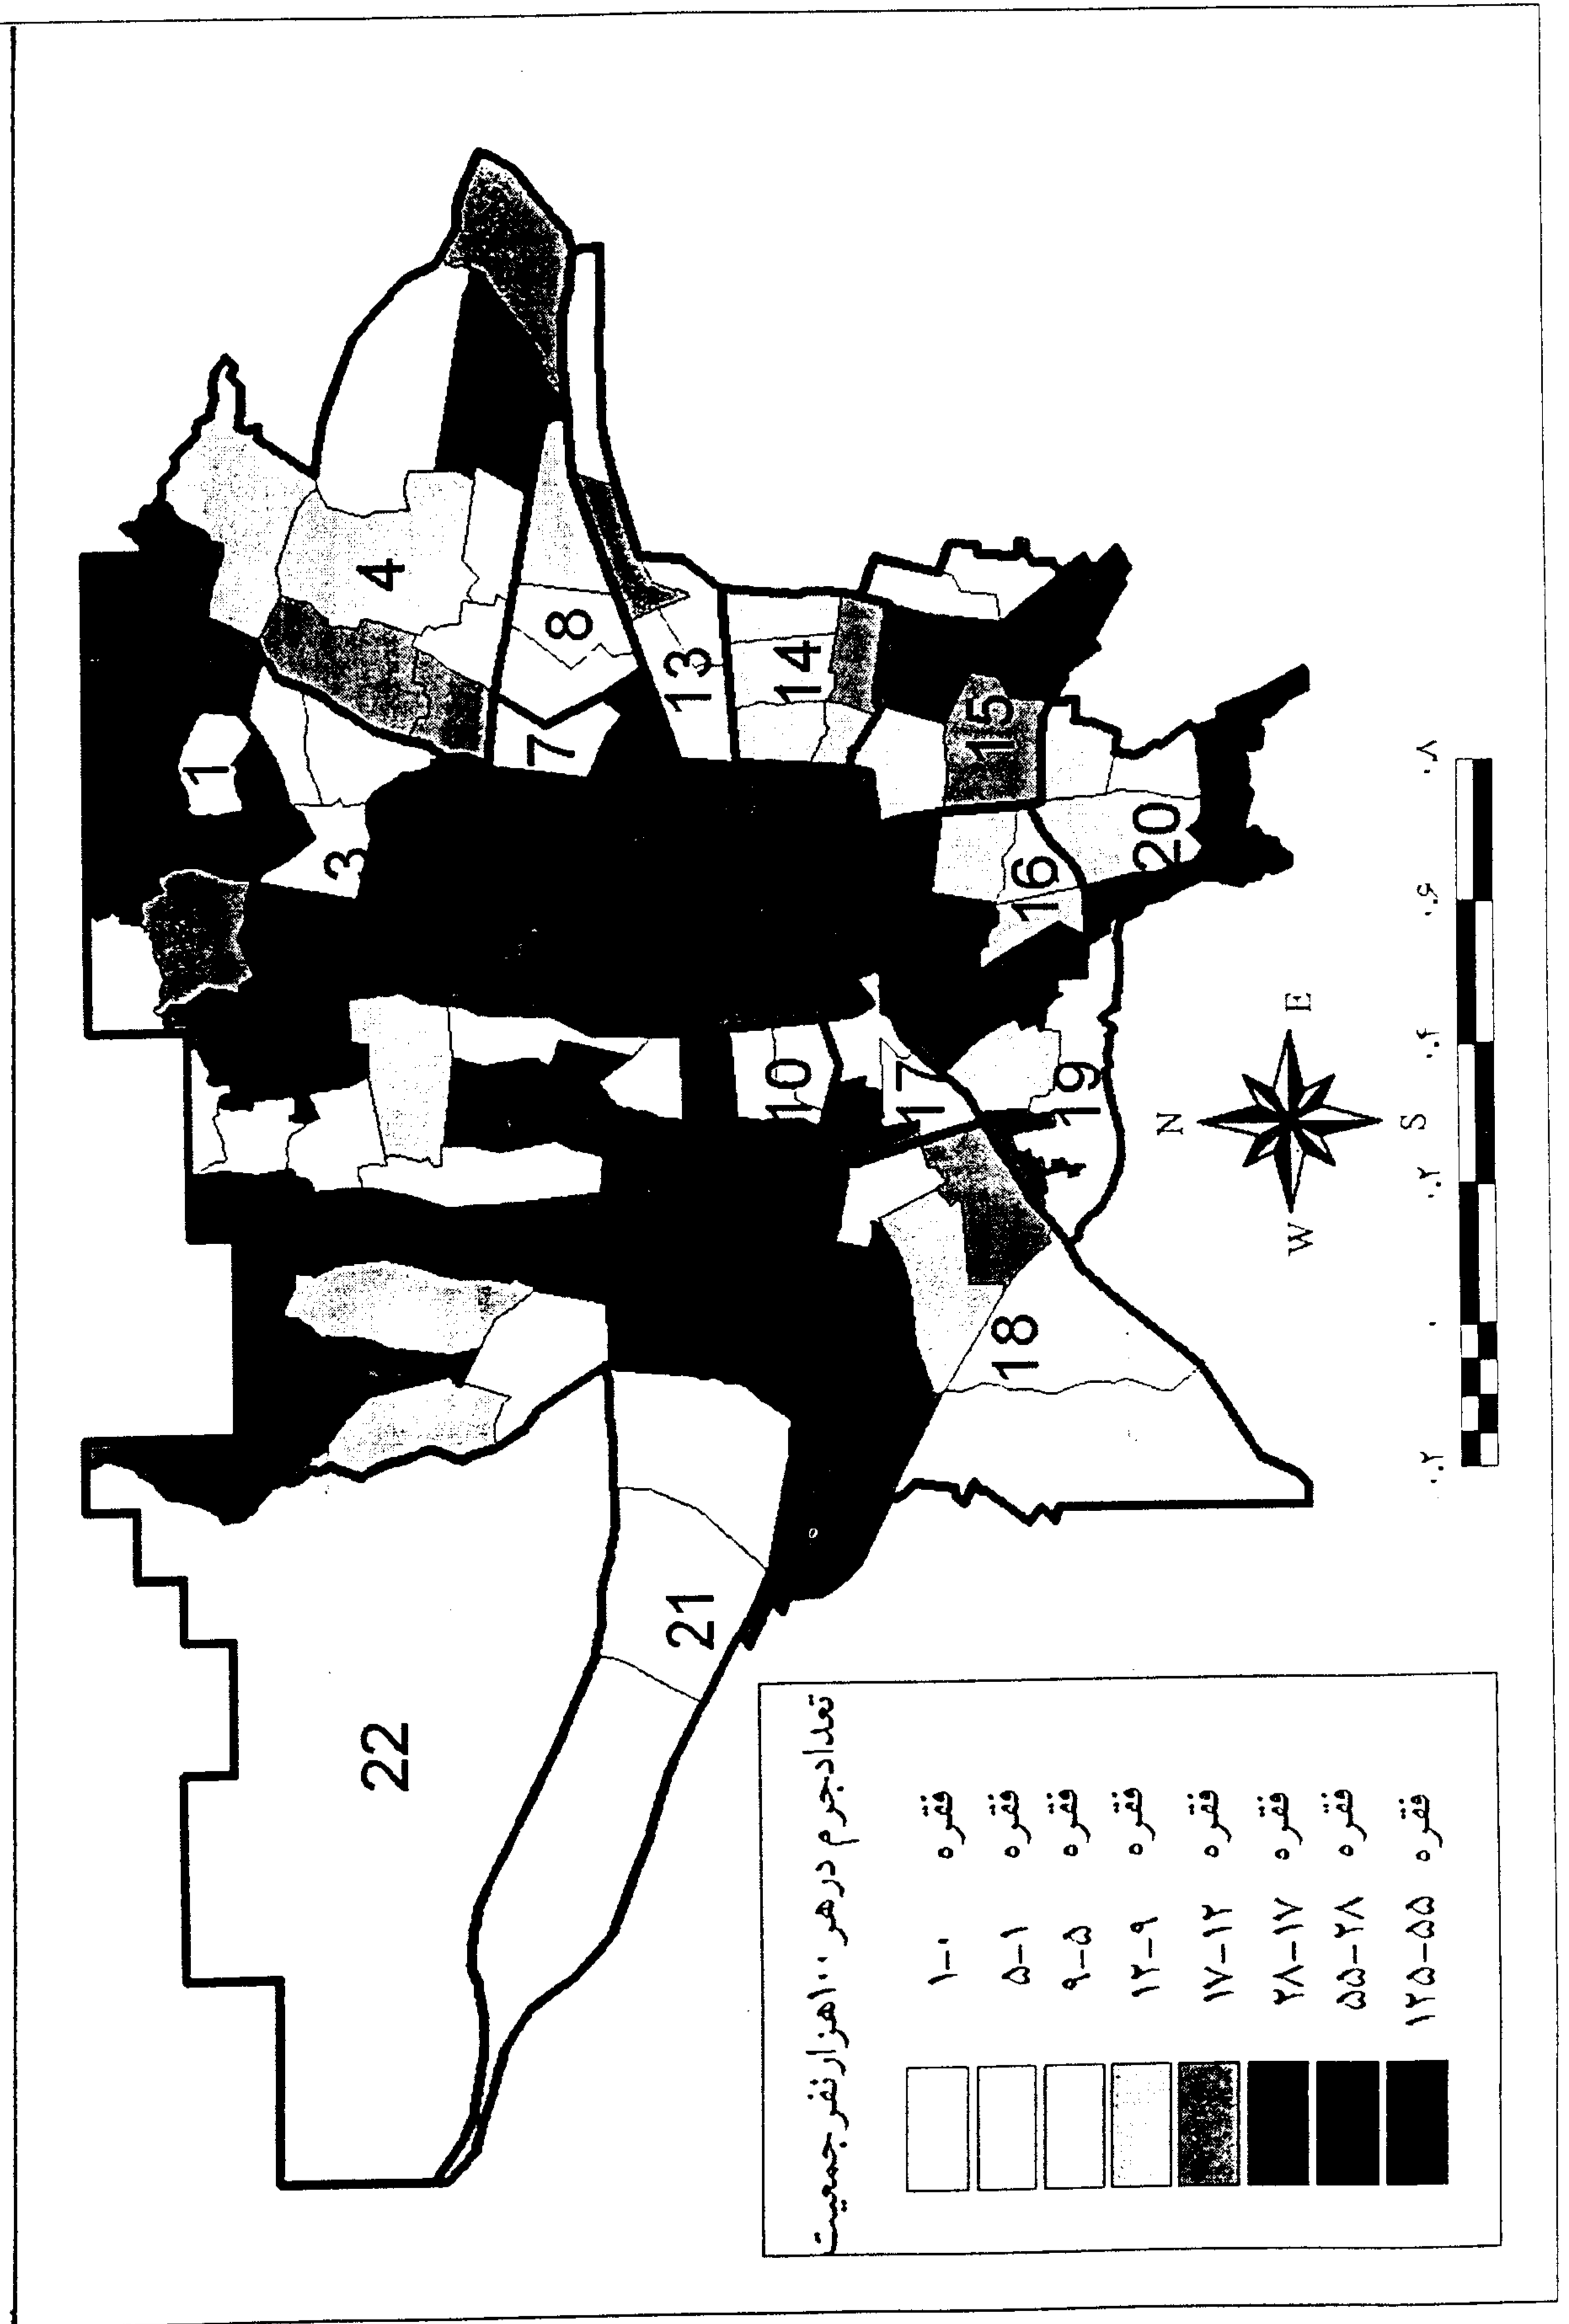 22
21
18
19
17
10
16
20
15
14
13
8
7
4
3
1
تعداد جرم در هر ۱۰۰هزار نفر جمعیت
۱-۰ فقره
۵-۱ فقره
۹-۵ فقره
۱۲-۹ فقره
۱۷-۱۲ فقره
۲۸-۱۷ فقره
۵۵-۲۸ فقره
۱۲۵-۵۵ فقره
N
W E
S
۰.۲ ۰ ۰.۲ ۰.۴ ۰.۶ ۰.۸